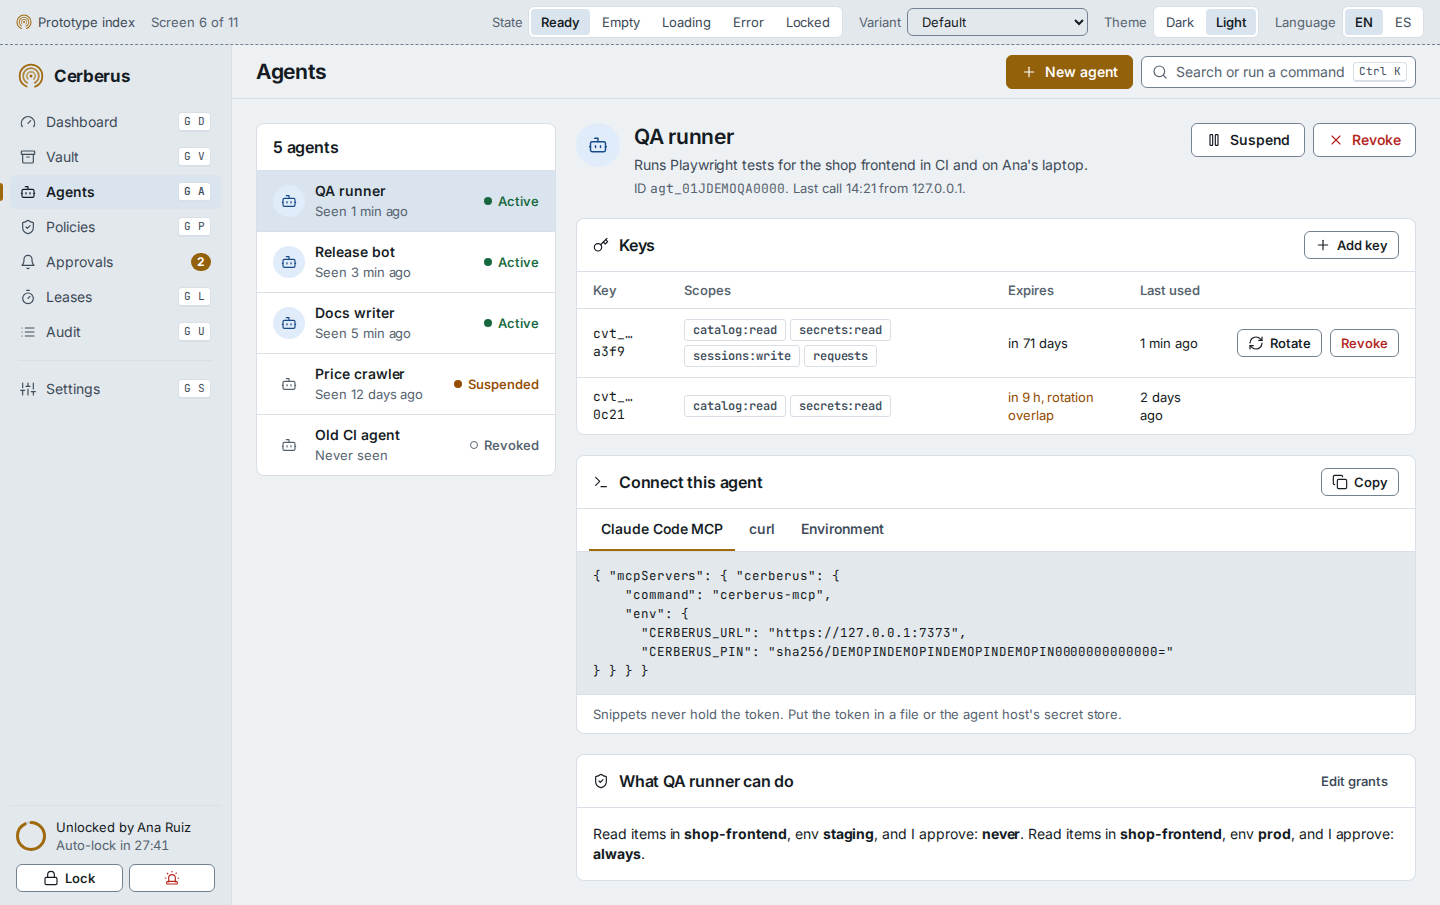 Prototype index Screen 6 of 11 State Ready Empty Loading Error Locked Variant Default Theme Dark Light Language EN ES
Cerberus
Dashboard G D
Vault G V
Agents G A
Policies G P
Approvals 2
Leases G L
Audit G U
Settings G S
Unlocked by Ana Ruiz
Auto-lock in 27:41
Lock
Agents
New agent
Search or run a command Ctrl K
5 agents
QA runner
Seen 1 min ago
Active
Release bot
Seen 3 min ago
Active
Docs writer
Seen 5 min ago
Active
Price crawler
Seen 12 days ago
Suspended
Old CI agent
Never seen
Revoked
QA runner
Runs Playwright tests for the shop frontend in CI and on Ana's laptop.
ID agt_01JDEMOQA0000. Last call 14:21 from 127.0.0.1.
Suspend
Revoke
Keys
Add key
Key Scopes Expires Last used
cvt_…
a3f9
catalog:read secrets:read
sessions:write requests
in 71 days
1 min ago
Rotate
Revoke
cvt_…
0c21
catalog:read secrets:read
in 9 h, rotation
overlap
2 days
ago
Connect this agent
Copy
Claude Code MCP curl Environment
{ "mcpServers": { "cerberus": {
"command": "cerberus-mcp",
"env": {
"CERBERUS_URL": "https://127.0.0.1:7373",
"CERBERUS_PIN": "sha256/DEMOPINDEMOPINDEMOPINDEMOPIN0000000000000="
} } } }
Snippets never hold the token. Put the token in a file or the agent host's secret store.
What QA runner can do
Edit grants
Read items in shop-frontend, env staging, and I approve: never. Read items in shop-frontend, env prod, and I approve:
always.